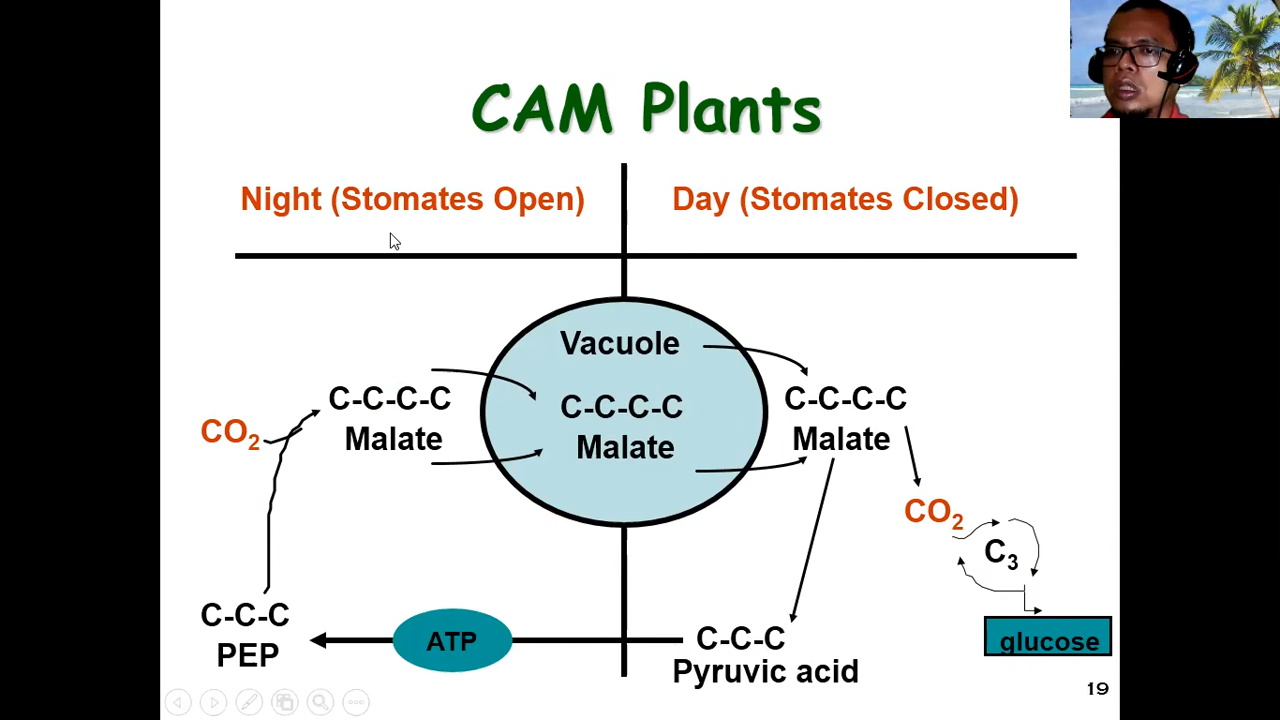 CAM Plants
Night (Stomates Open)
Day (Stomates Closed)
Vacuole
C-C-C-C
Malate
C-C-C-C
Malate
C-C-C-C
Malate
CO₂
CO₂
C₃
C-C-C
PEP
ATP
C-C-C
Pyruvic acid
glucose
19